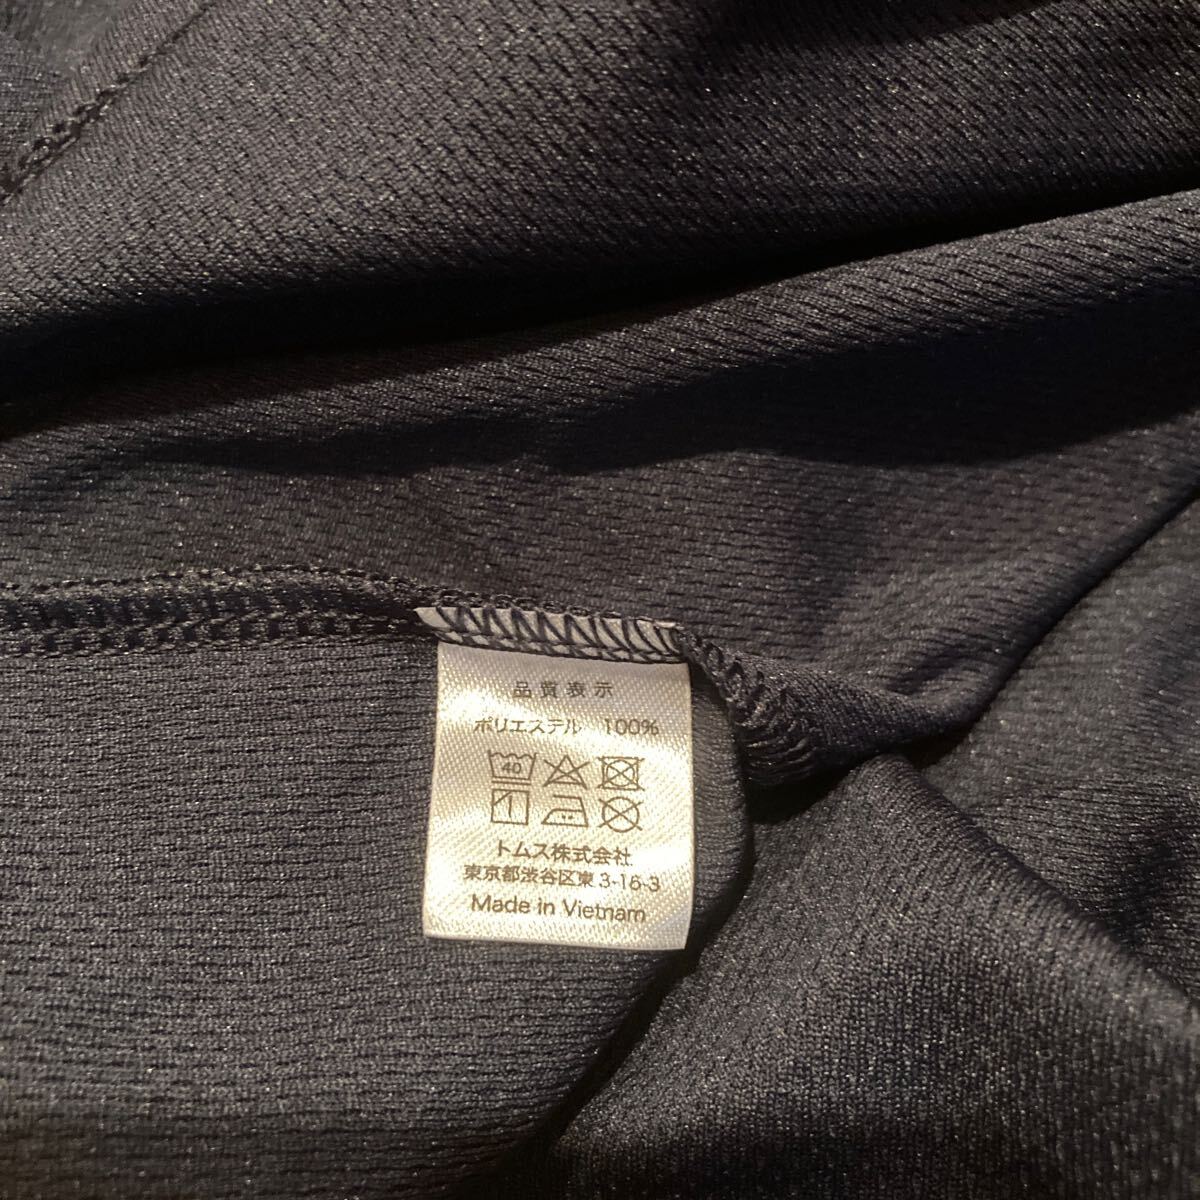 品質表示
ポリエステル 100%
40
トムス株式会社
東京都渋谷区東3-16-3
Made in Vietnam